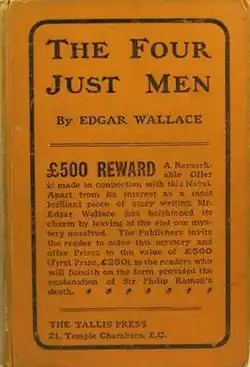 THE FOUR
JUST MEN
By EDGAR WALLACE
£500 REWARD A Remark-
able Offer
is made in connection with this Novel.
Apart from its interest as a most
brilliant piece of story writing, Mr.
Edgar Wallace has heightened its
charm by leaving at the end one mys-
tery unsolved. The Publishers invite
the reader to solve this mystery and
offer Prizes to the value of £500
(First Prize, £250), to the readers who
will furnish on the form provided the
explanation of Sir Philip Ramon's
death.
THE TALLIS PRESS
21, Temple Chambers, E.C.